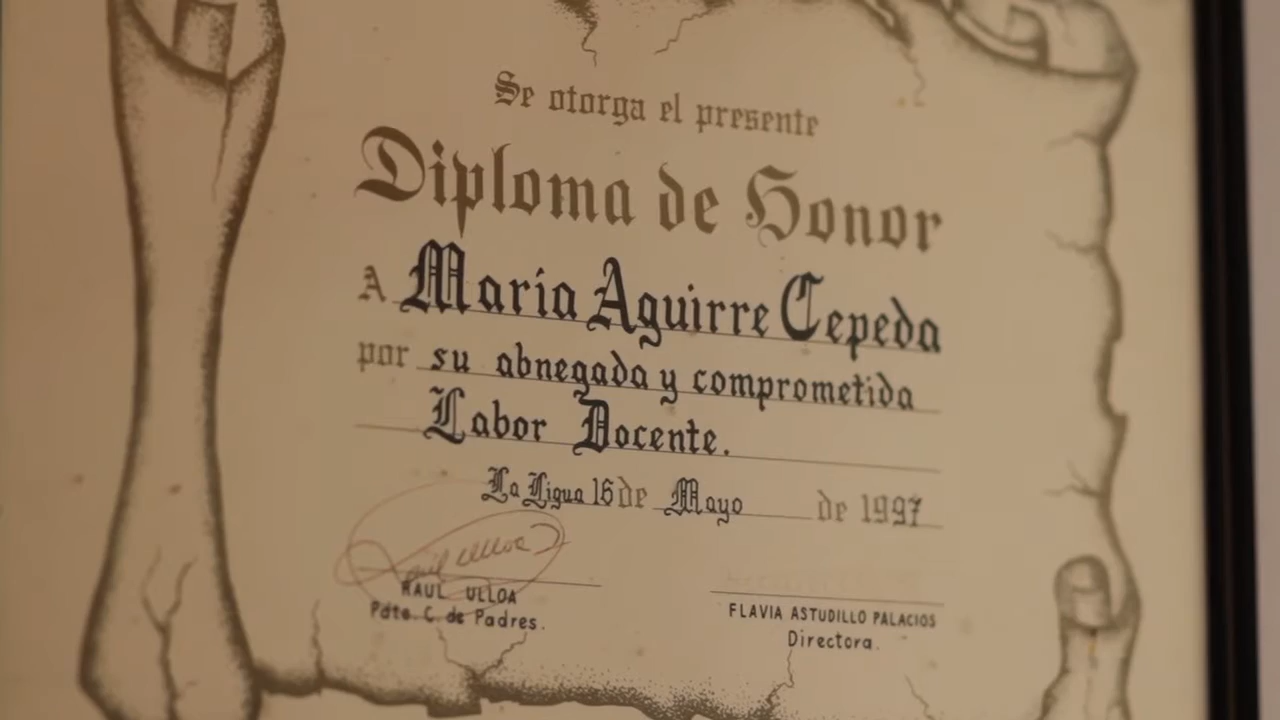 Se otorga el presente
Diploma de Honor
A María Aguirre Cepeda
por su abnegada y comprometida
Labor Docente.
La Ligua 16 de Mayo de 1997
RAUL ULLOA
Pdte. C. de Padres.
FLAVIA ASTUDILLO PALACIOS
Directora.